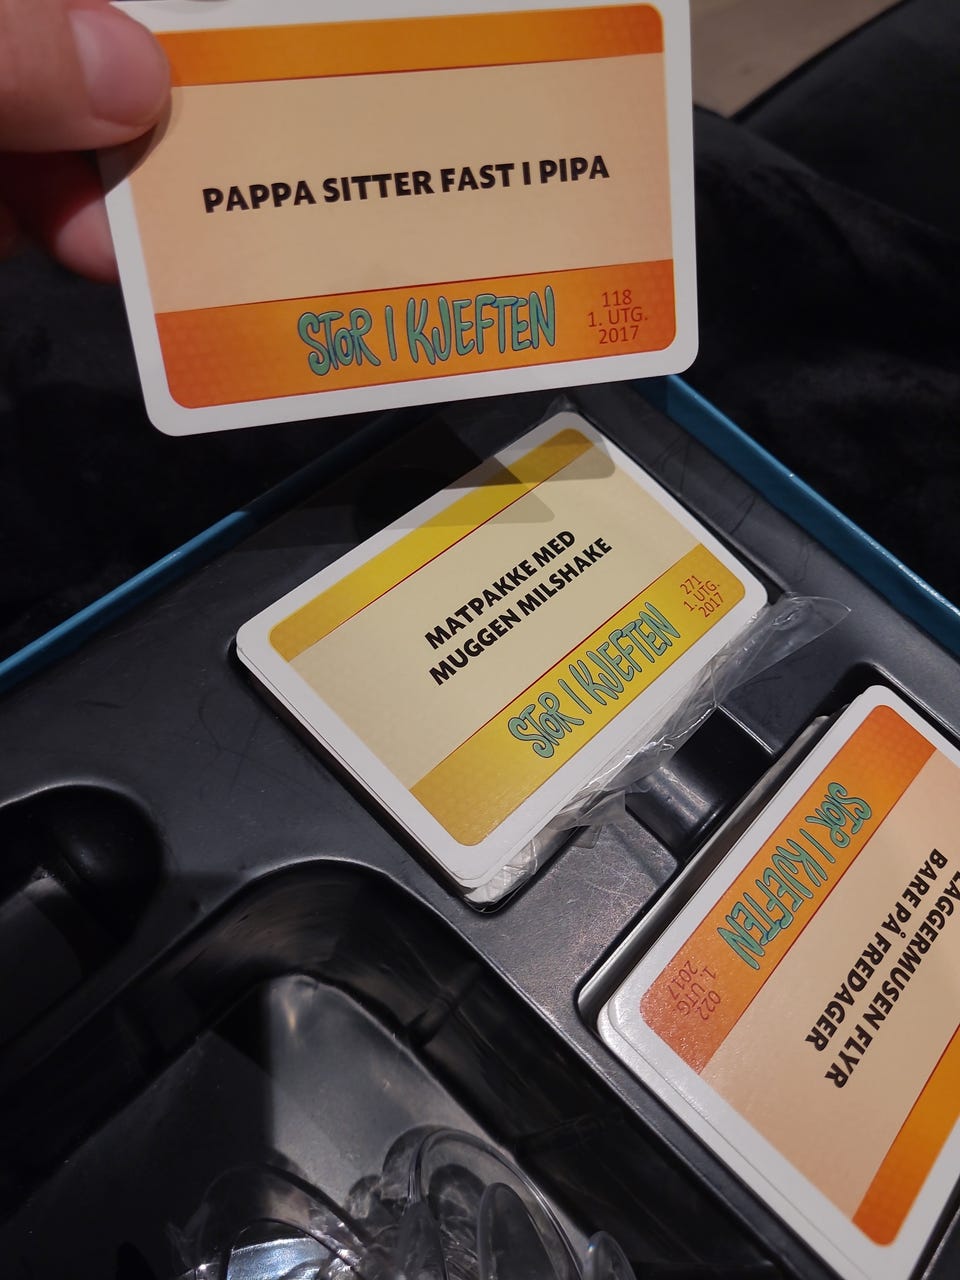 PAPPA SITTER FAST I PIPA
STOR I KJEFTEN
118
1. UTG.
2017
MATPAKKE MED
MUGGEN MILSHAKE
STOR I KJEFTEN
271
1. UTG.
2017
FLYR
BARE PÅ FREDAGER
STOR I KJEFTEN
022
1. UTG
2017